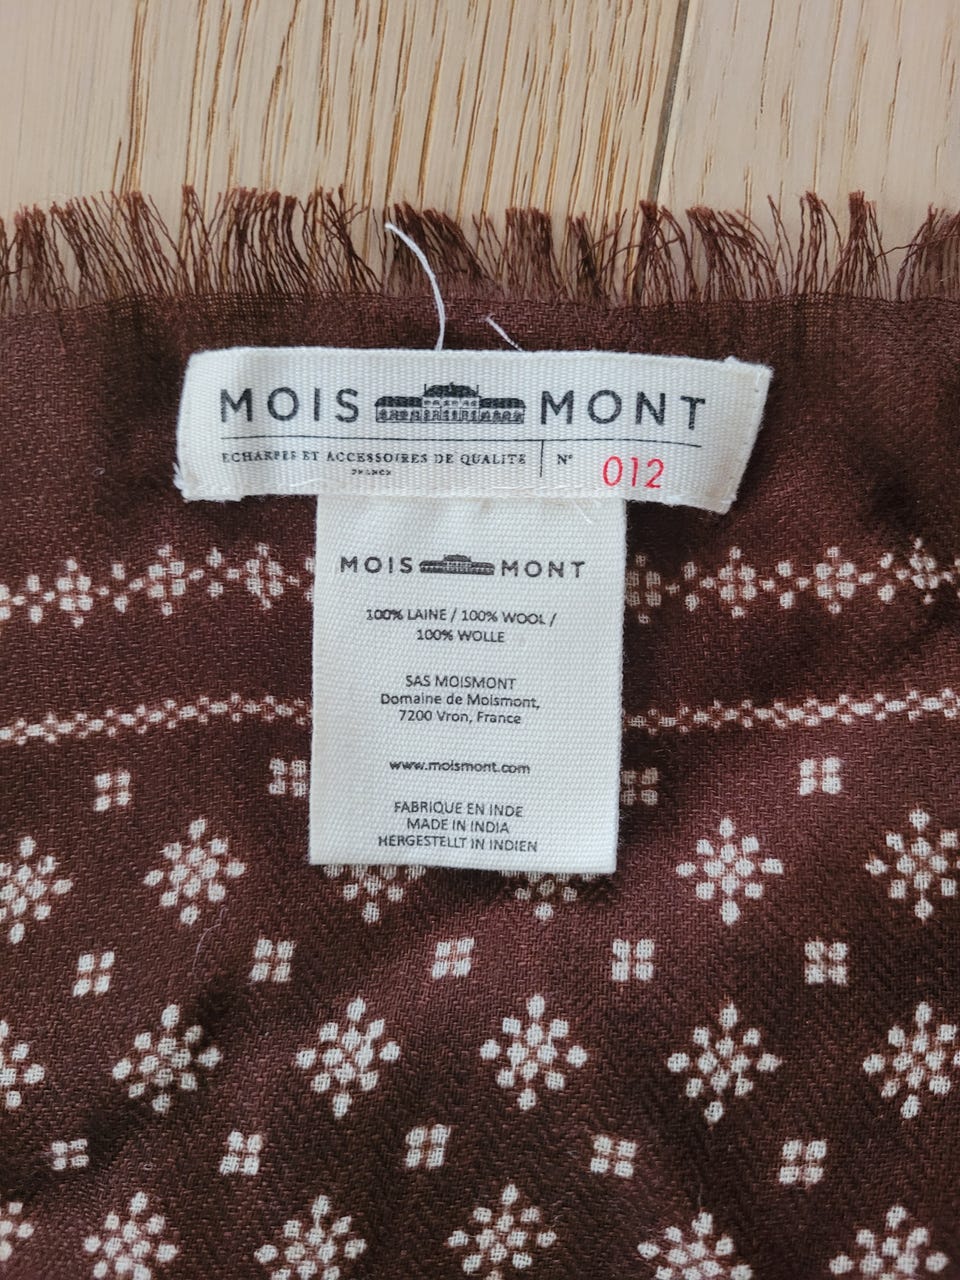 MOIS MONT
ECHARPES ET ACCESSOIRES DE QUALITE
FRANCE
N° 012
MOIS MONT
100% LAINE / 100% WOOL /
100% WOLLE
SAS MOISMONT
Domaine de Moismont,
7200 Vron, France
www.moismont.com
FABRIQUE EN INDE
MADE IN INDIA
HERGESTELLT IN INDIEN